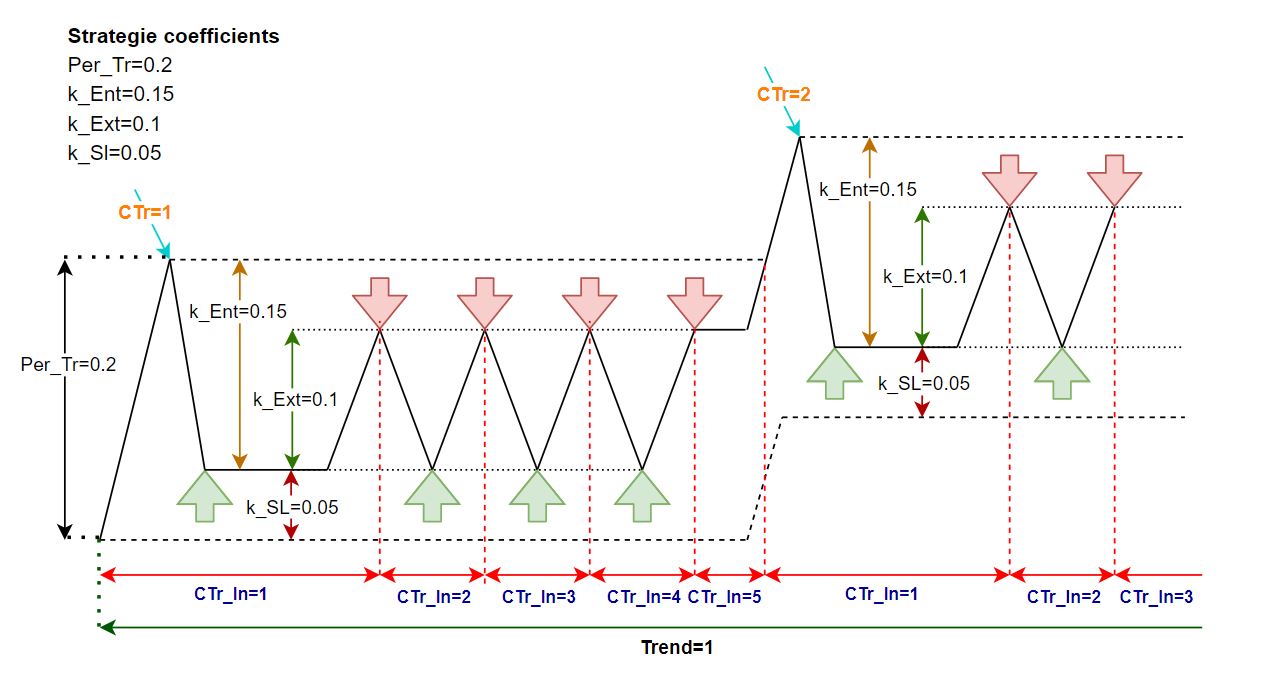 Strategie coefficients
Per_Tr=0.2
k_Ent=0.15
k_Ext=0.1
k_Sl=0.05
CTr=2
CTr=1
k_Ent=0.15
k_Ext=0.1
k_SL=0.05
k_Ent=0.15
Per_Tr=0.2
k_Ext=0.1
k_SL=0.05
CTr_In=1
CTr_In=2
CTr_In=3
CTr_In=4
CTr_In=5
CTr_In=1
CTr_In=2
CTr_In=3
Trend=1